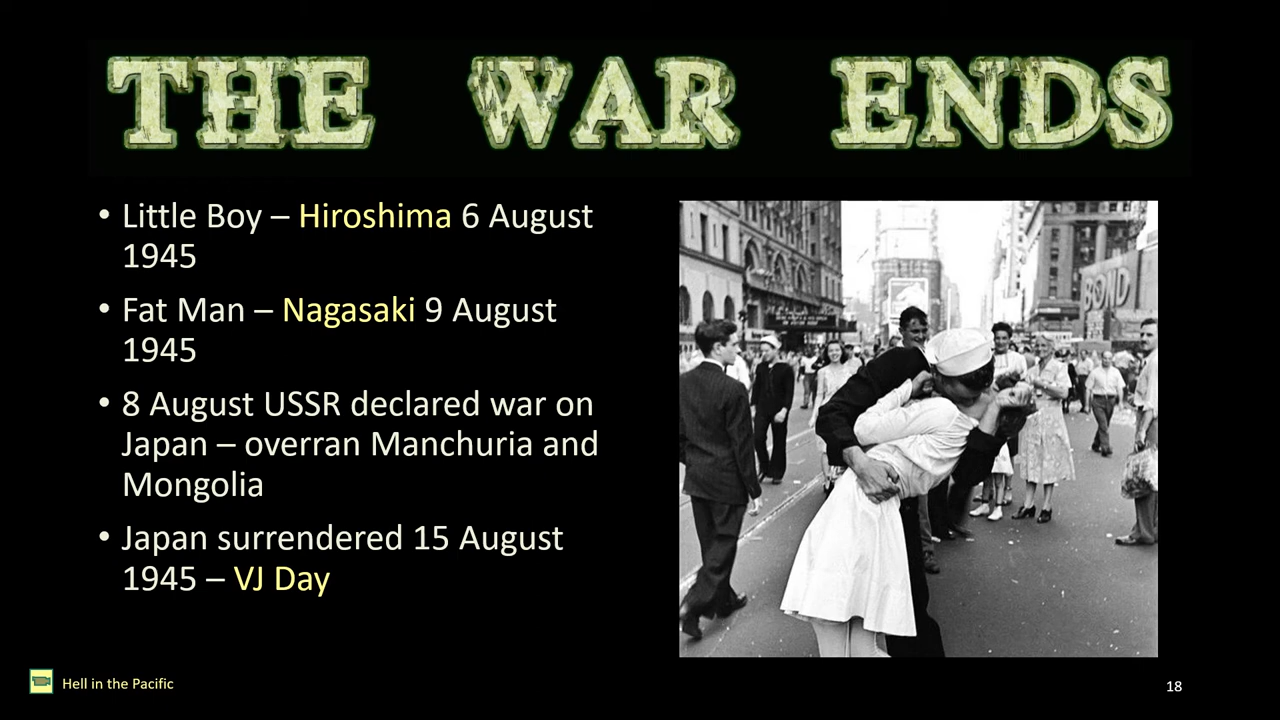 THE WAR ENDS
• Little Boy – Hiroshima 6 August
1945
• Fat Man – Nagasaki 9 August
1945
• 8 August USSR declared war on
Japan – overran Manchuria and
Mongolia
• Japan surrendered 15 August
1945 – VJ Day
BOND
Hell in the Pacific
18